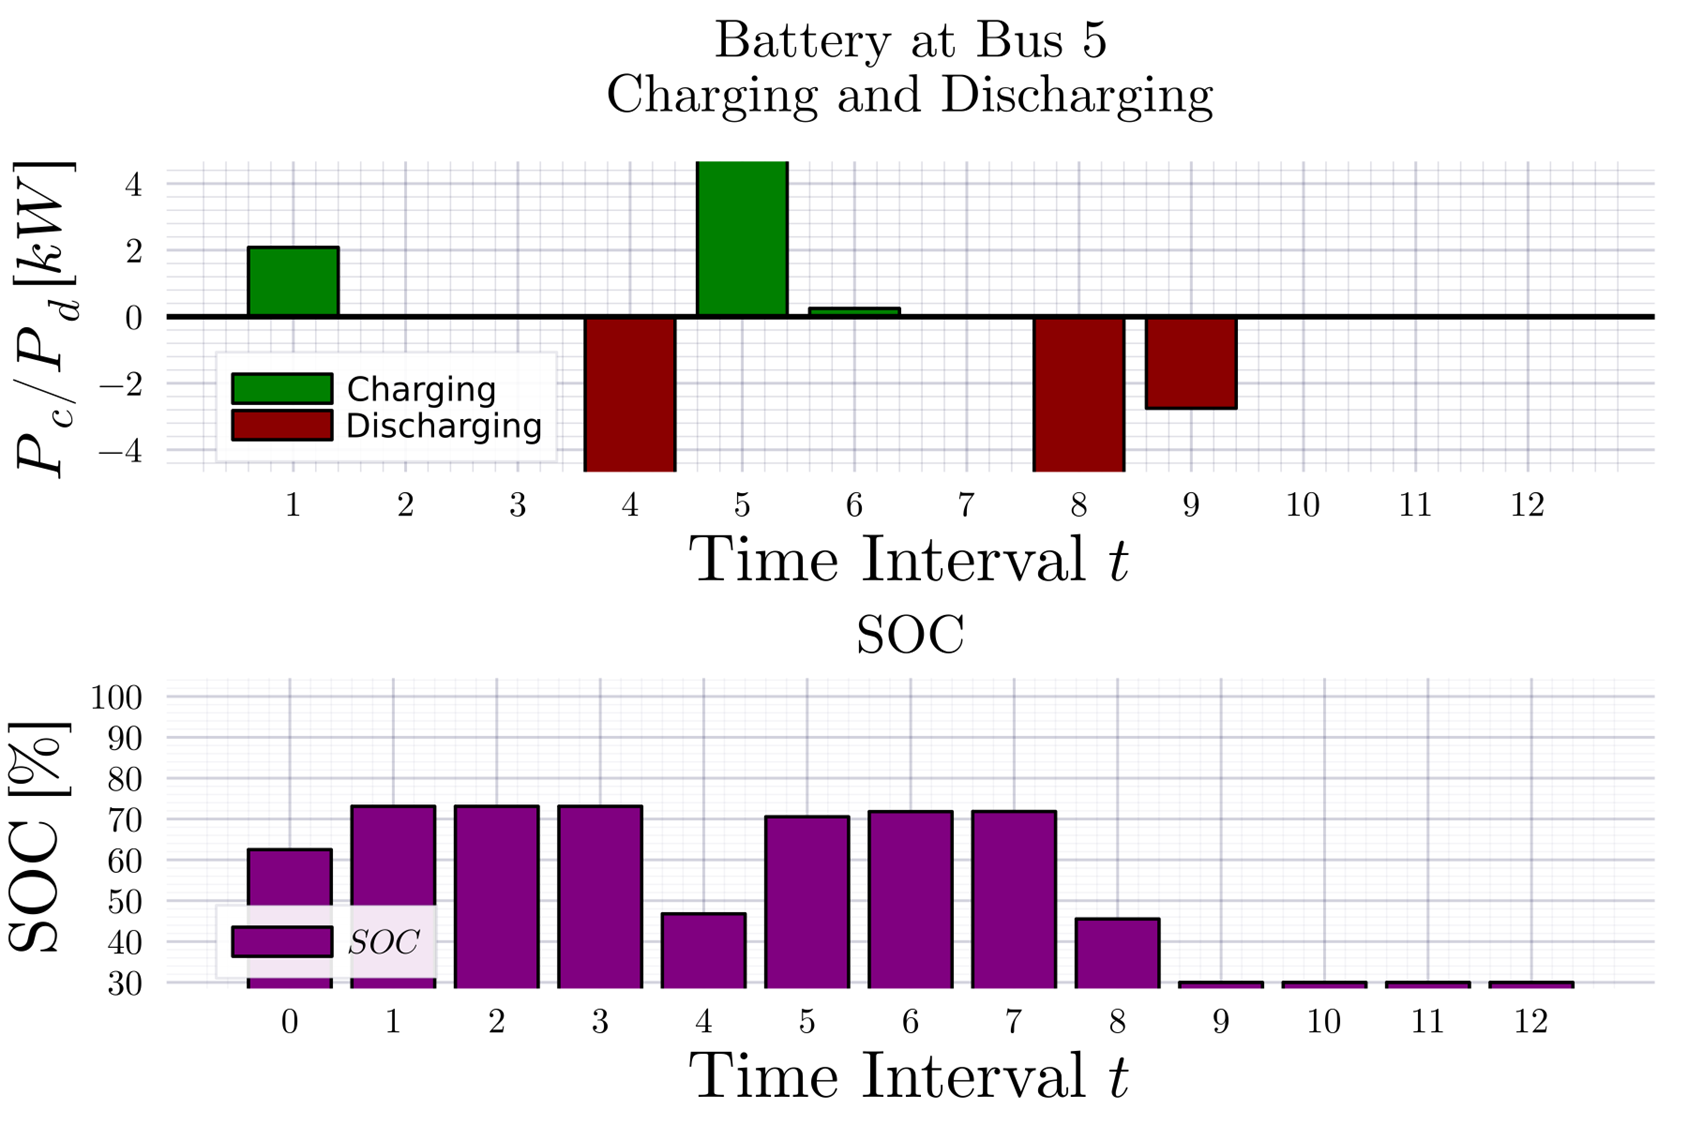 Battery at Bus 5
Charging and Discharging
P_c / P_d [kW]
4
2
0
−2
−4
Charging
Discharging
1 2 3 4 5 6 7 8 9 10 11 12
Time Interval t
SOC
SOC [%]
100
90
80
70
60
50
40
30
SOC
0 1 2 3 4 5 6 7 8 9 10 11 12
Time Interval t